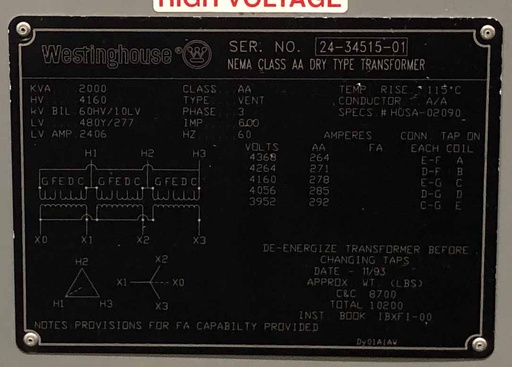 HIGH VOLTAGE
Westinghouse® W SER. NO. 24-34515-01
NEMA CLASS AA DRY TYPE TRANSFORMER
KVA 2000 CLASS AA TEMP RISE 115°C
HV 4160 TYPE VENT CONDUCTOR A/A
KV BIL 60HV/10LV PHASE 3 SPECS #HUSA-02090
LV 480Y/277 IMP 6.00
LV AMP 2406 HZ 60 AMPERES CONN TAP ON
VOLTS AA FA EACH COIL
4368 264 E-F A
4264 271 D-F B
4160 278 E-G C
4056 285 D-G D
3952 292 C-G E
H1 H2 H3
GFEDC GFEDC GFEDC
X0 X1 X2 X3
DE-ENERGIZE TRANSFORMER BEFORE
CHANGING TAPS
DATE - 11/93
APPROX WT. (LBS)
C&C 8700
TOTAL 10200
INST BOOK IBXFI-00
H2
H1 H3
X2
X1 X0
X3
NOTES PROVISIONS FOR FA CAPABILTY PROVIDED